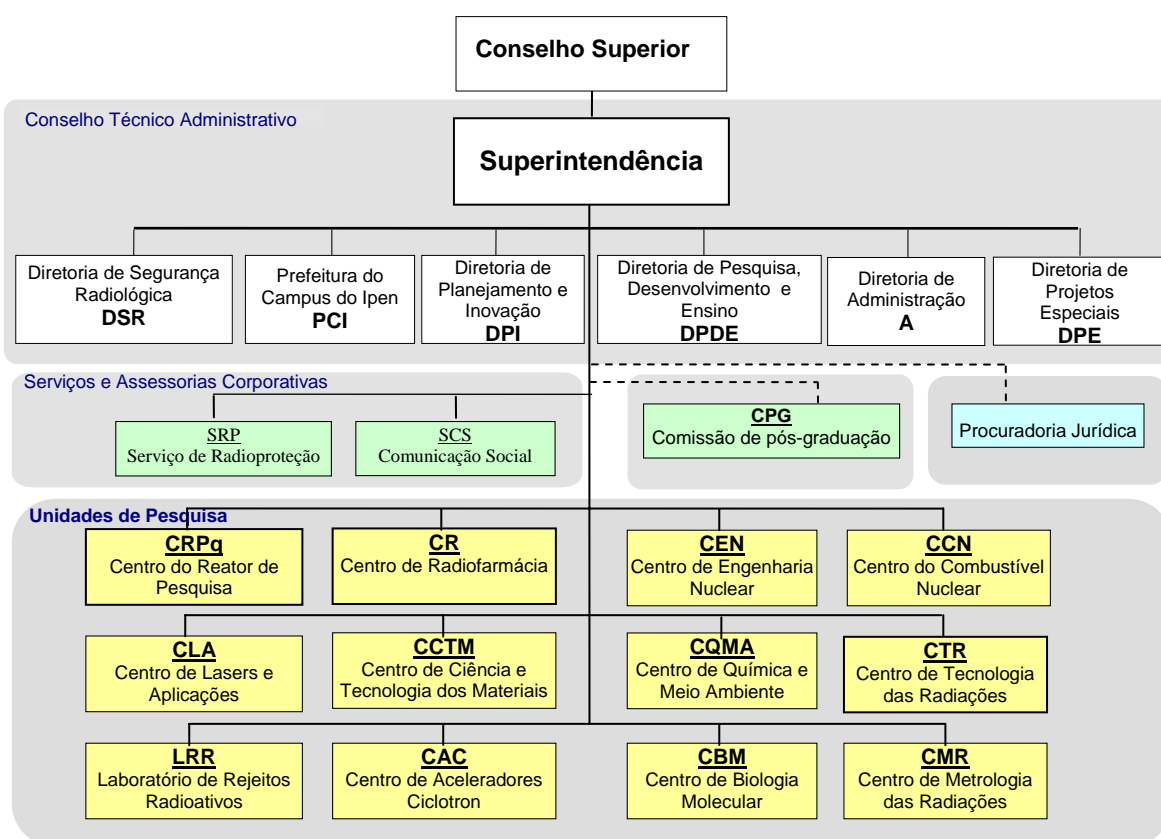 Conselho Superior
Conselho Técnico Administrativo
Superintendência
Diretoria de Segurança
Radiológica
DSR
Prefeitura do
Campus do Ipen
PCI
Diretoria de
Planejamento e
Inovação
DPI
Diretoria de Pesquisa,
Desenvolvimento e
Ensino
DPDE
Diretoria de
Administração
A
Diretoria de
Projetos
Especiais
DPE
Serviços e Assessorias Corporativas
SRP
Serviço de Radioproteção
SCS
Comunicação Social
CPG
Comissão de pós-graduação
Procuradoria Jurídica
Unidades de Pesquisa
CRPq
Centro do Reator de
Pesquisa
CR
Centro de Radiofarmácia
CEN
Centro de Engenharia
Nuclear
CCN
Centro do Combustível
Nuclear
CLA
Centro de Lasers e
Aplicações
CCTM
Centro de Ciência e
Tecnologia dos Materiais
CQMA
Centro de Química e
Meio Ambiente
CTR
Centro de Tecnologia
das Radiações
LRR
Laboratório de Rejeitos
Radioativos
CAC
Centro de Aceleradores
Ciclotron
CBM
Centro de Biologia
Molecular
CMR
Centro de Metrologia
das Radiações